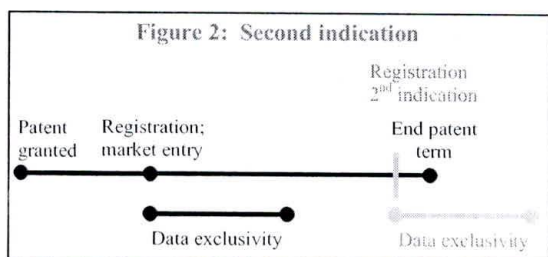 Figure 2: Second indication
Registration
2nd indication
Patent
granted
Registration;
market entry
End patent
term
Data exclusivity
Data exclusivity